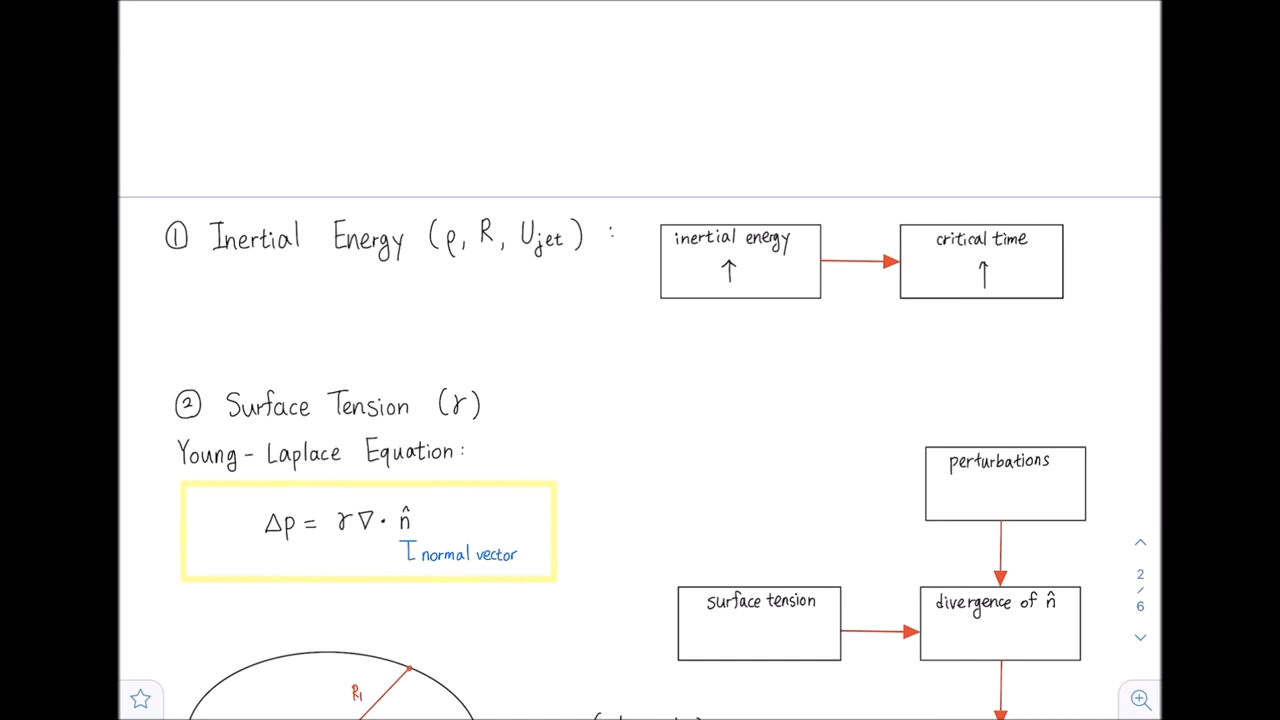 ① Inertial Energy (ρ, R, Ujet) :
inertial energy
↑
critical time
↑
② Surface Tension (γ)
Young - Laplace Equation:
Δp = γ∇· n̂
normal vector
perturbations
surface tension
divergence of n̂
R₁
2
/
6